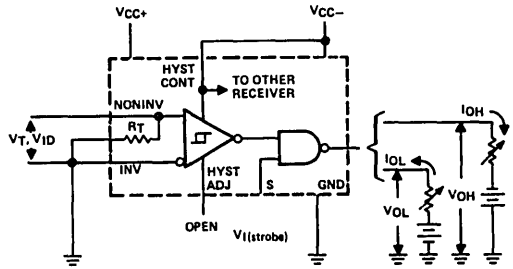 VCC+
VCC−
HYST
CONT
TO OTHER
RECEIVER
NONINV
RT
VT, VID
INV
HYST
ADJ
S
GND
OPEN
VI(strobe)
IOH
IOL
VOL
VOH